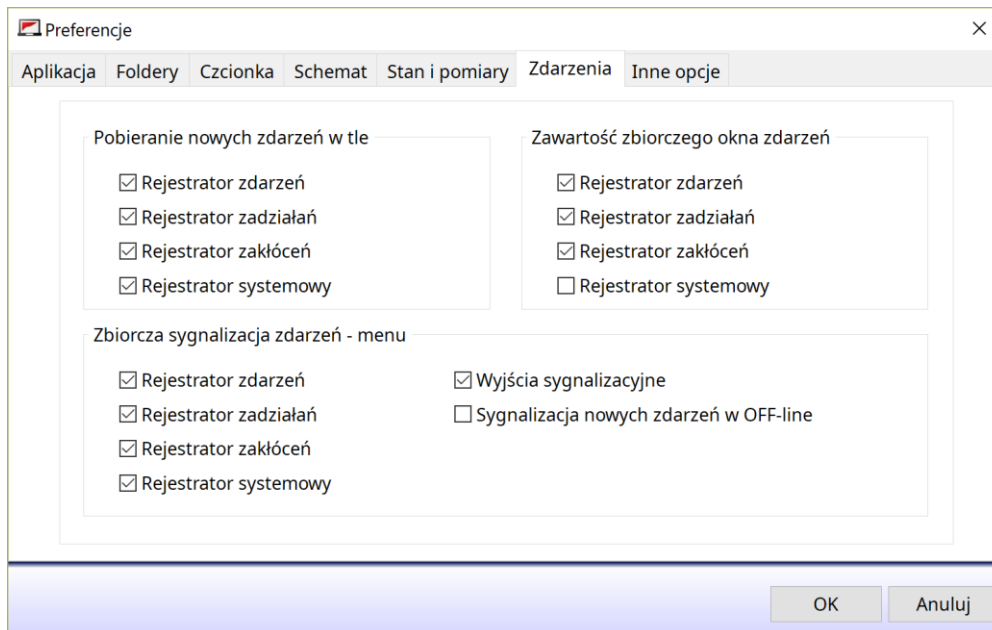 Preferencje
Aplikacja Foldery Czcionka Schemat Stan i pomiary Zdarzenia Inne opcje
Pobieranie nowych zdarzeń w tle
Rejestrator zdarzeń
Rejestrator zadziałań
Rejestrator zakłóceń
Rejestrator systemowy
Zawartość zbiorczego okna zdarzeń
Rejestrator zdarzeń
Rejestrator zadziałań
Rejestrator zakłóceń
Rejestrator systemowy
Zbiorcza sygnalizacja zdarzeń - menu
Rejestrator zdarzeń
Rejestrator zadziałań
Rejestrator zakłóceń
Rejestrator systemowy
Wyjścia sygnalizacyjne
Sygnalizacja nowych zdarzeń w OFF-line
OK Anuluj